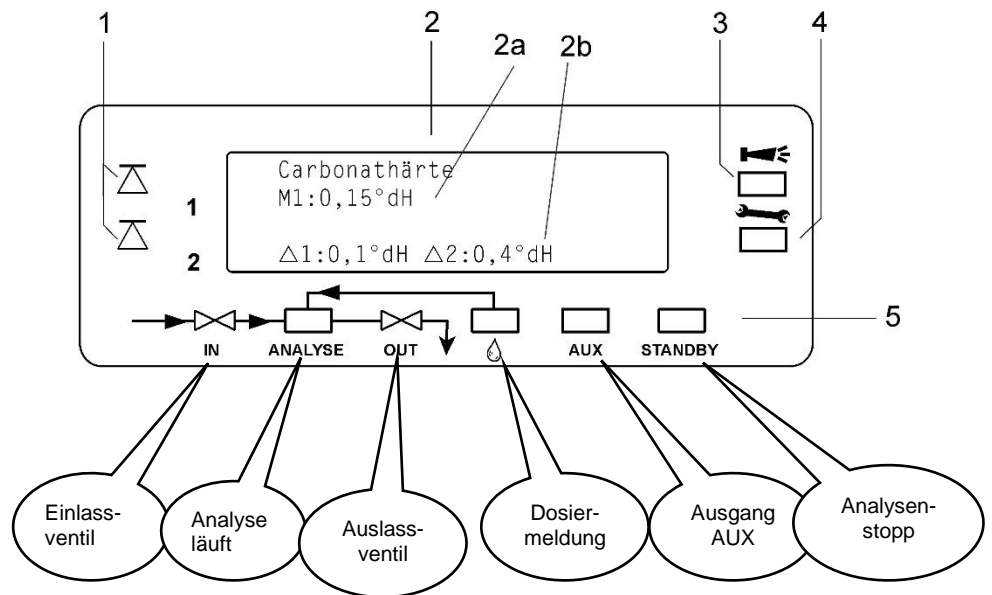 1
2
2a
2b
3
4
Carbonathärte
1
M1:0,15°dH
2
△1:0,1°dH △2:0,4°dH
5
IN
ANALYSE
OUT
AUX
STANDBY
Einlass-
ventil
Analyse
läuft
Auslass-
ventil
Dosier-
meldung
Ausgang
AUX
Analysen-
stopp